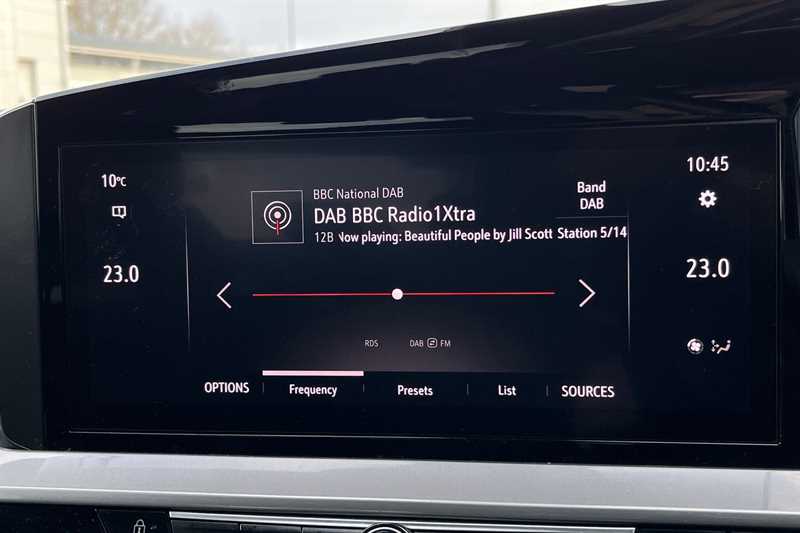 10°C
23.0
BBC National DAB
DAB BBC Radio1Xtra
12B Now playing: Beautiful People by Jill Scott
Band
DAB
Station 5/14
10:45
23.0
RDS
DAB FM
OPTIONS
Frequency
Presets
List
SOURCES